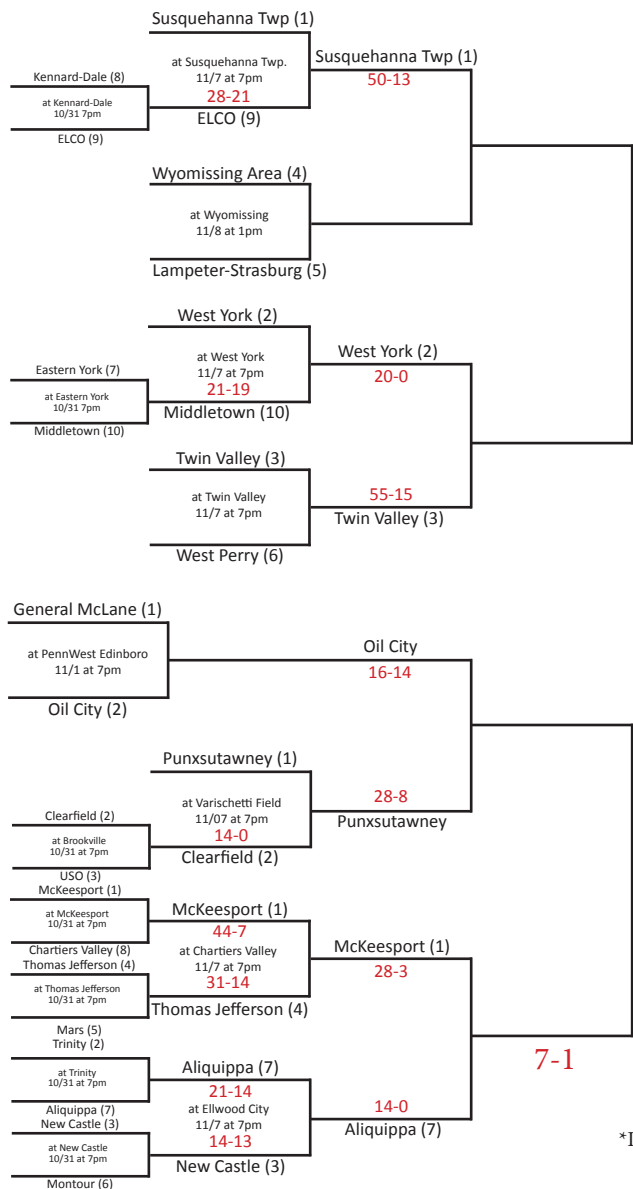 Susquehanna Twp (1)
at Susquehanna Twp.
11/7 at 7pm
28-21
ELCO (9)
Susquehanna Twp (1)
50-13
Kennard-Dale (8)
at Kennard-Dale
10/31 7pm
ELCO (9)
Wyomissing Area (4)
at Wyomissing
11/8 at 1pm
Lampeter-Strasburg (5)
West York (2)
at West York
11/7 at 7pm
21-19
Middletown (10)
West York (2)
20-0
Eastern York (7)
at Eastern York
10/31 7pm
Middletown (10)
Twin Valley (3)
at Twin Valley
11/7 at 7pm
West Perry (6)
55-15
Twin Valley (3)
General McLane (1)
at PennWest Edinboro
11/1 at 7pm
Oil City (2)
Oil City
16-14
Punxsutawney (1)
at Varischetti Field
11/07 at 7pm
14-0
Clearfield (2)
28-8
Punxsutawney
Clearfield (2)
at Brookville
10/31 at 7pm
USO (3)
McKeesport (1)
at McKeesport
10/31 at 7pm
Chartiers Valley (8)
Thomas Jefferson (4)
at Thomas Jefferson
10/31 at 7pm
Mars (5)
McKeesport (1)
44-7
at Chartiers Valley
11/7 at 7pm
31-14
Thomas Jefferson (4)
McKeesport (1)
28-3
Trinity (2)
at Trinity
10/31 at 7pm
Aliquippa (7)
New Castle (3)
at New Castle
10/31 at 7pm
Montour (6)
Aliquippa (7)
21-14
at Ellwood City
11/7 at 7pm
14-13
New Castle (3)
14-0
Aliquippa (7)
7-1